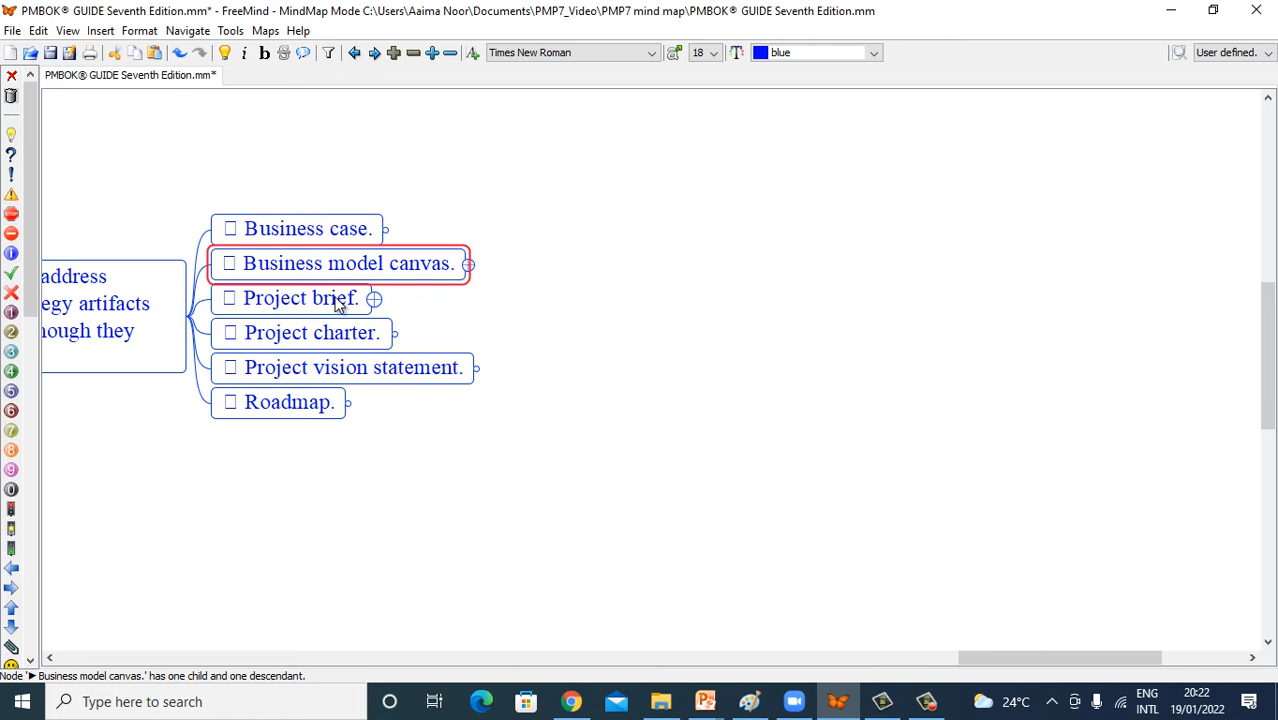 PMBOK® GUIDE Seventh Edition.mm* - FreeMind - MindMap Mode C:\Users\Aaima Noor\Documents\PMP7_Video\PMP7 mind map\PMBOK® GUIDE Seventh Edition.mm
File Edit View Insert Format Navigate Tools Maps Help
Times New Roman 18 blue User defined.
PMBOK® GUIDE Seventh Edition.mm*
Business case.
address
Business model canvas.
egy artifacts
Project brief.
hough they
Project charter.
Project vision statement.
Roadmap.
Node '► Business model canvas.' has one child and one descendant.
Type here to search
24°C
ENG
INTL
20:22
19/01/2022